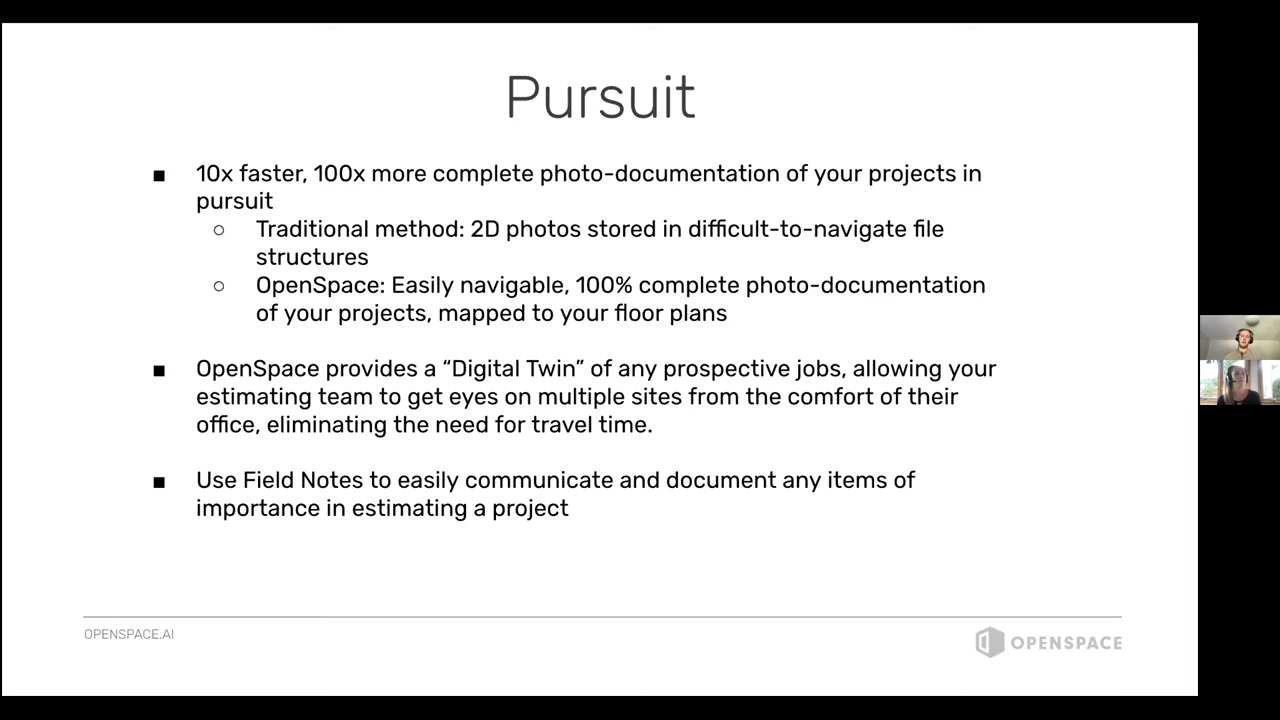 Pursuit
■ 10x faster, 100x more complete photo-documentation of your projects in
pursuit
○ Traditional method: 2D photos stored in difficult-to-navigate file
structures
○ OpenSpace: Easily navigable, 100% complete photo-documentation
of your projects, mapped to your floor plans
■ OpenSpace provides a “Digital Twin” of any prospective jobs, allowing your
estimating team to get eyes on multiple sites from the comfort of their
office, eliminating the need for travel time.
■ Use Field Notes to easily communicate and document any items of
importance in estimating a project
OPENSPACE.AI
OPENSPACE